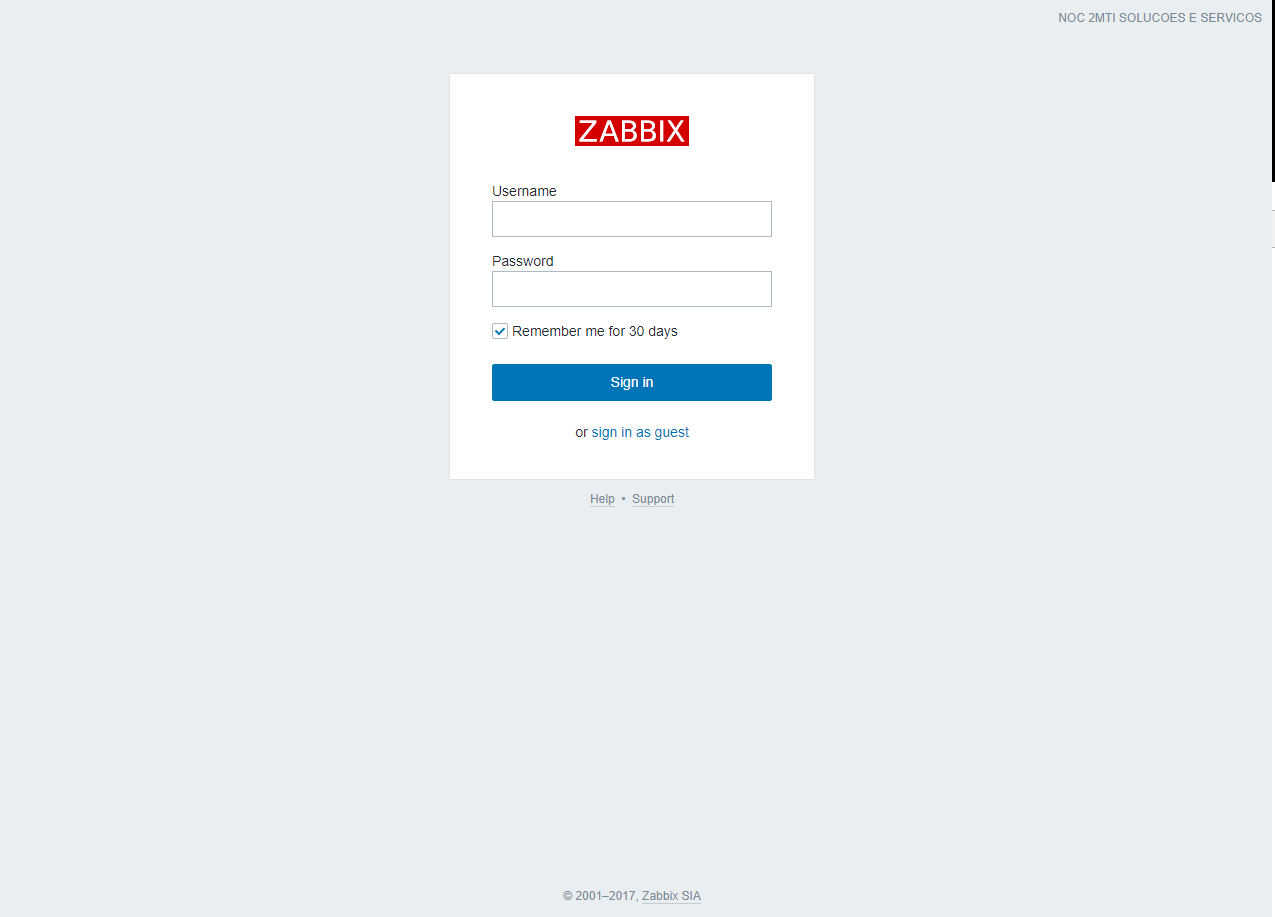 NOC 2MTI SOLUCOES E SERVICOS
ZABBIX
Username
Password
Remember me for 30 days
Sign in
or sign in as guest
Help • Support
© 2001–2017, Zabbix SIA